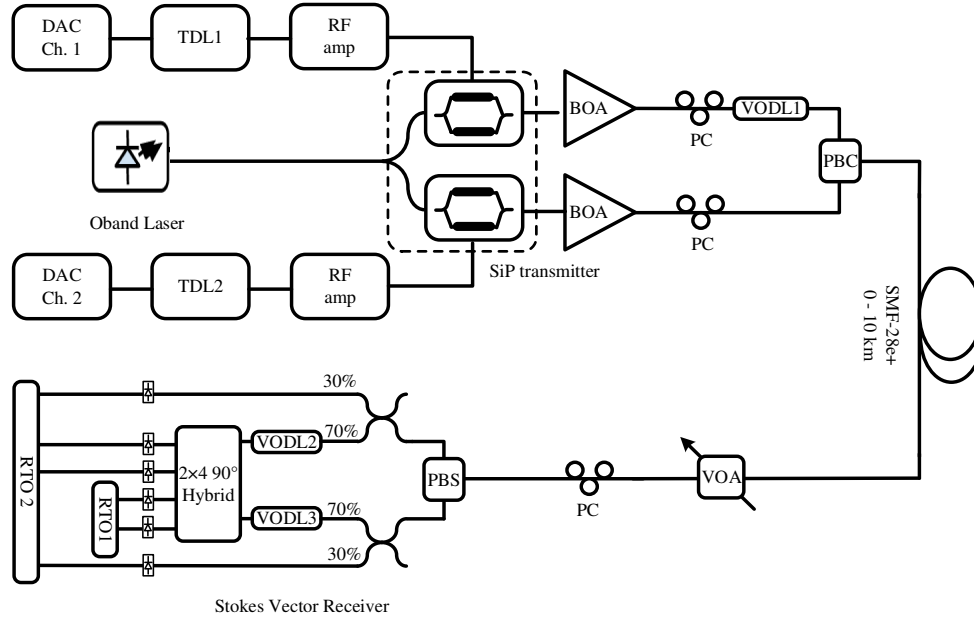 DAC
Ch. 1
TDL1
RF
amp
BOA
PC
VODL1
PBC
Oband Laser
BOA
PC
SiP transmitter
DAC
Ch. 2
TDL2
RF
amp
SMF-28e+
0 - 10 km
30%
70%
VODL2
2×4 90°
Hybrid
RTO 2
RTO1
VODL3
70%
30%
PBS
PC
VOA
Stokes Vector Receiver